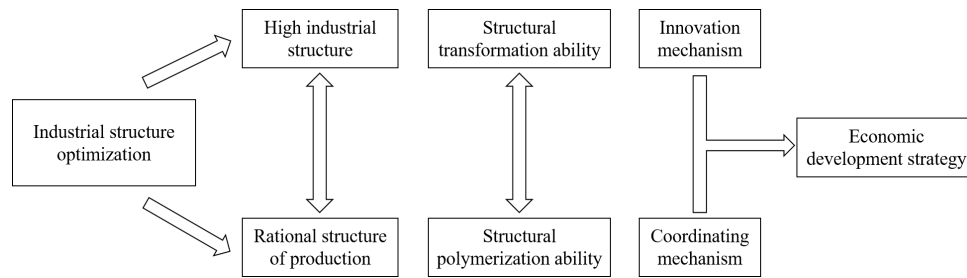 High industrial
structure
Structural
transformation ability
Innovation
mechanism
Industrial structure
optimization
Economic
development strategy
Rational structure
of production
Structural
polymerization ability
Coordinating
mechanism